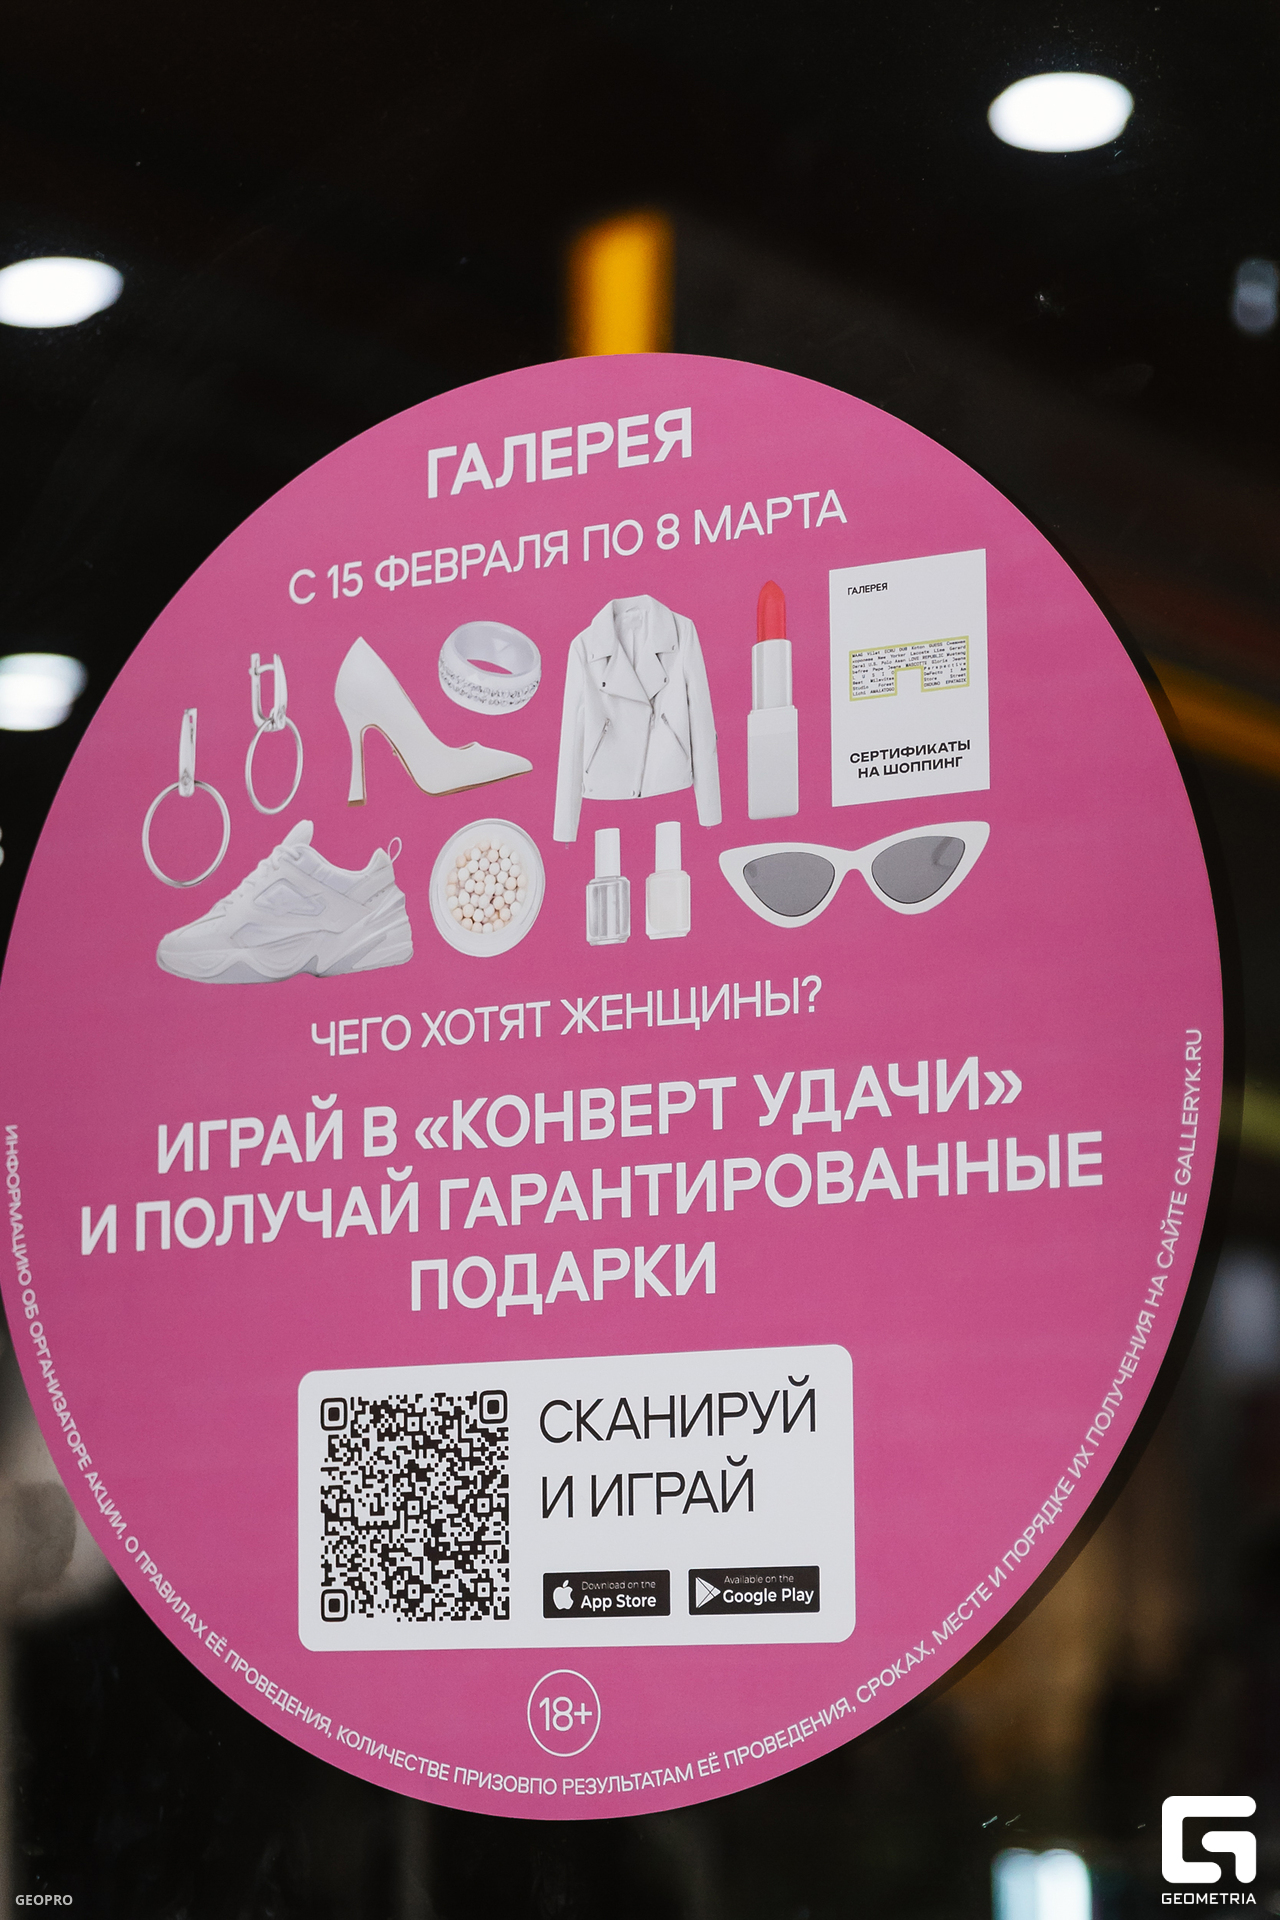 ГАЛЕРЕЯ
С 15 ФЕВРАЛЯ ПО 8 МАРТА
ГАЛЕРЕЯ
СЕРТИФИКАТЫ
НА ШОППИНГ
ЧЕГО ХОТЯТ ЖЕНЩИНЫ?
ИГРАЙ В «КОНВЕРТ УДАЧИ»
И ПОЛУЧАЙ ГАРАНТИРОВАННЫЕ
ПОДАРКИ
СКАНИРУЙ
И ИГРАЙ
Download on the
App Store
Available on the
Google Play
18+
ИНФОРМАЦИЮ ОБ ОРГАНИЗАТОРЕ АКЦИИ, О ПРАВИЛАХ ЕЁ ПРОВЕДЕНИЯ, КОЛИЧЕСТВЕ ПРИЗОВПО РЕЗУЛЬТАТАМ ЕЁ ПРОВЕДЕНИЯ, СРОКАХ, МЕСТЕ И ПОРЯДКЕ ИХ ПОЛУЧЕНИЯ НА САЙТЕ GALLERYK.RU
GEOPRO
GEOMETRIA